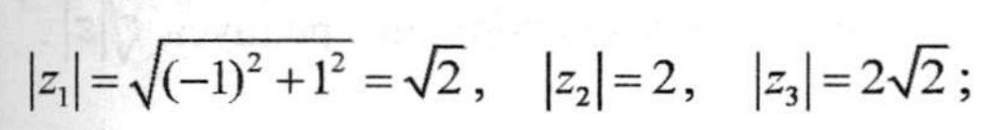 |z₁| = √((−1)² + 1²) = √2, |z₂| = 2, |z₃| = 2√2;